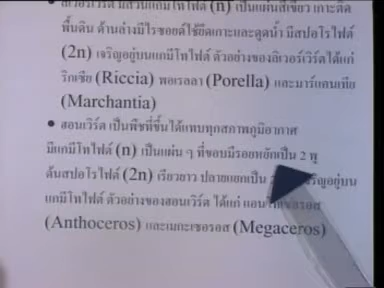 ลิเวอร์เวิร์ต มีส่วนแกมีโทไฟต์ (n) เป็นแผ่นสีเขียว เกาะติด
พื้นดิน ด้านล่างมีไรซอยด์ใช้ยึดเกาะและดูดน้ำ มีสปอโรไฟต์
(2n) เจริญอยู่บนแกมีโทไฟต์ ตัวอย่างของลิเวอร์เวิร์ตได้แก่
ริกเซีย (Riccia) พอเรลลา (Porella) และมาร์แคนเทีย
(Marchantia)
● ฮอนเวิร์ต เป็นพืชที่ขึ้นได้แทบทุกสภาพภูมิอากาศ
มีแกมีโทไฟต์ (n) เป็นแผ่น ๆ ที่ขอบมีรอยหยักเป็น 2 พู
ต้นสปอโรไฟต์ (2n) เรียวยาว ปลายแยกเป็น 2 อยู่บน
แกมีโทไฟต์ ตัวอย่างของฮอนเวิร์ต ได้แก่
(Anthoceros) และเมกะเซอรอส (Megaceros)